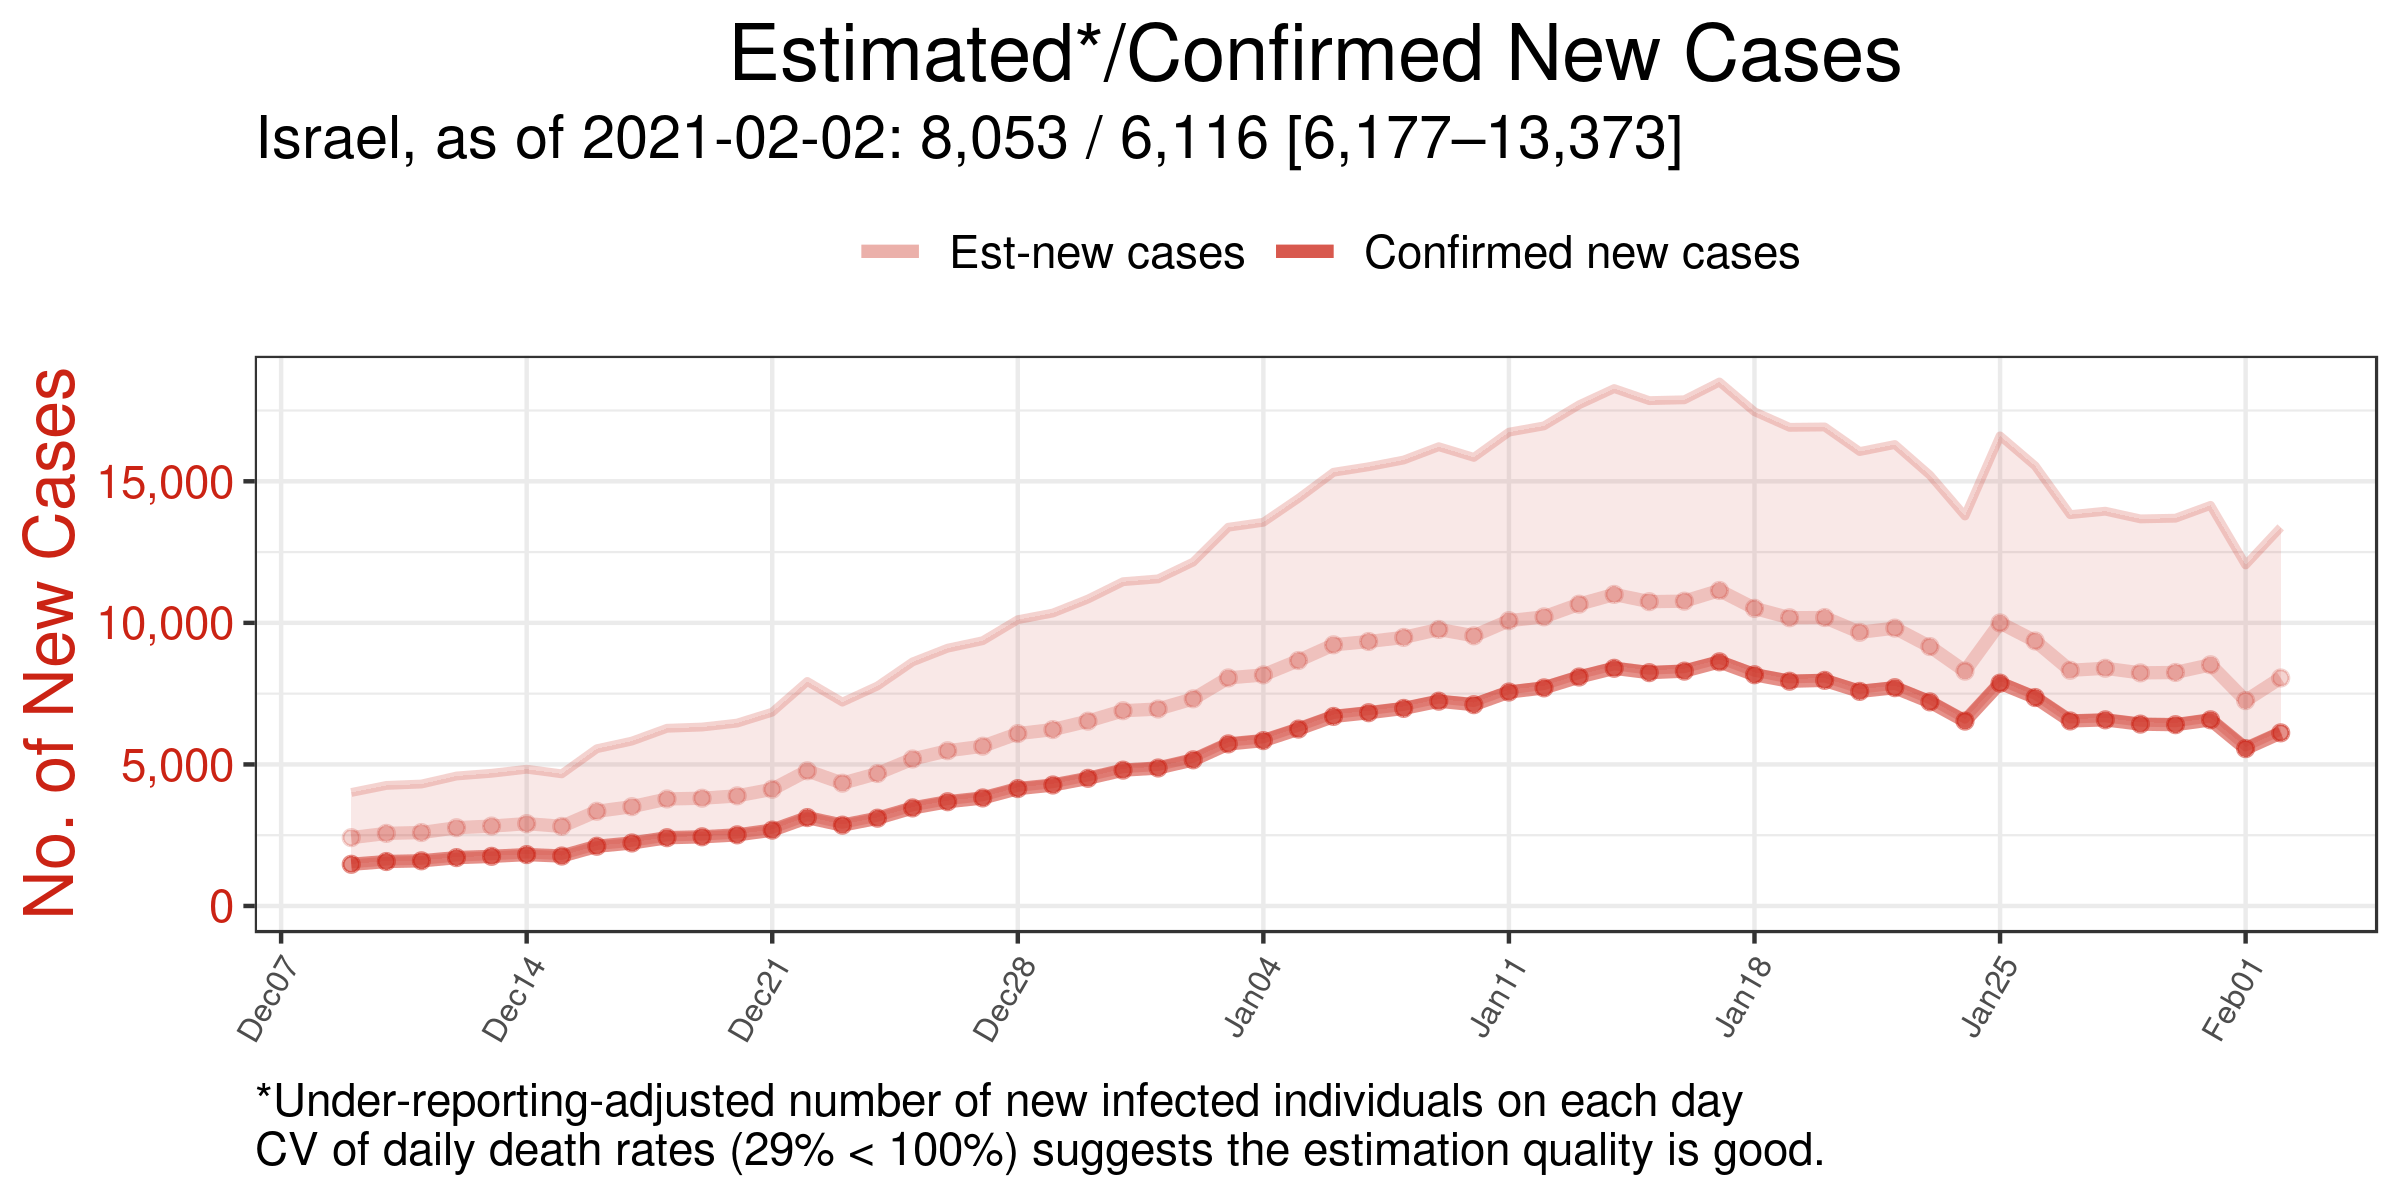 Estimated*/Confirmed New Cases
Israel, as of 2021-02-02: 8,053 / 6,116 [6,177–13,373]
Est-new cases Confirmed new cases
No. of New Cases
15,000
10,000
5,000
0
Dec07 Dec14 Dec21 Dec28 Jan04 Jan11 Jan18 Jan25 Feb01
*Under-reporting-adjusted number of new infected individuals on each day
CV of daily death rates (29% < 100%) suggests the estimation quality is good.